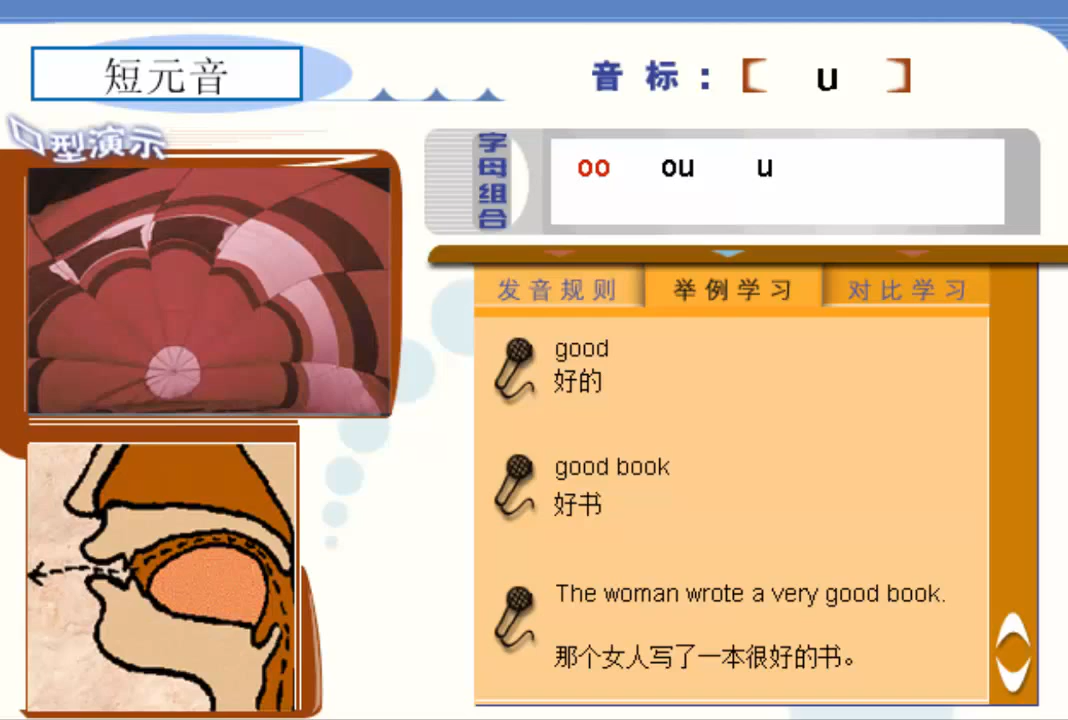 短元音
音标：[ u ]
口型演示
字母组合
oo ou u
发音规则 举例学习 对比学习
good
好的
good book
好书
The woman wrote a very good book.
那个女人写了一本很好的书。